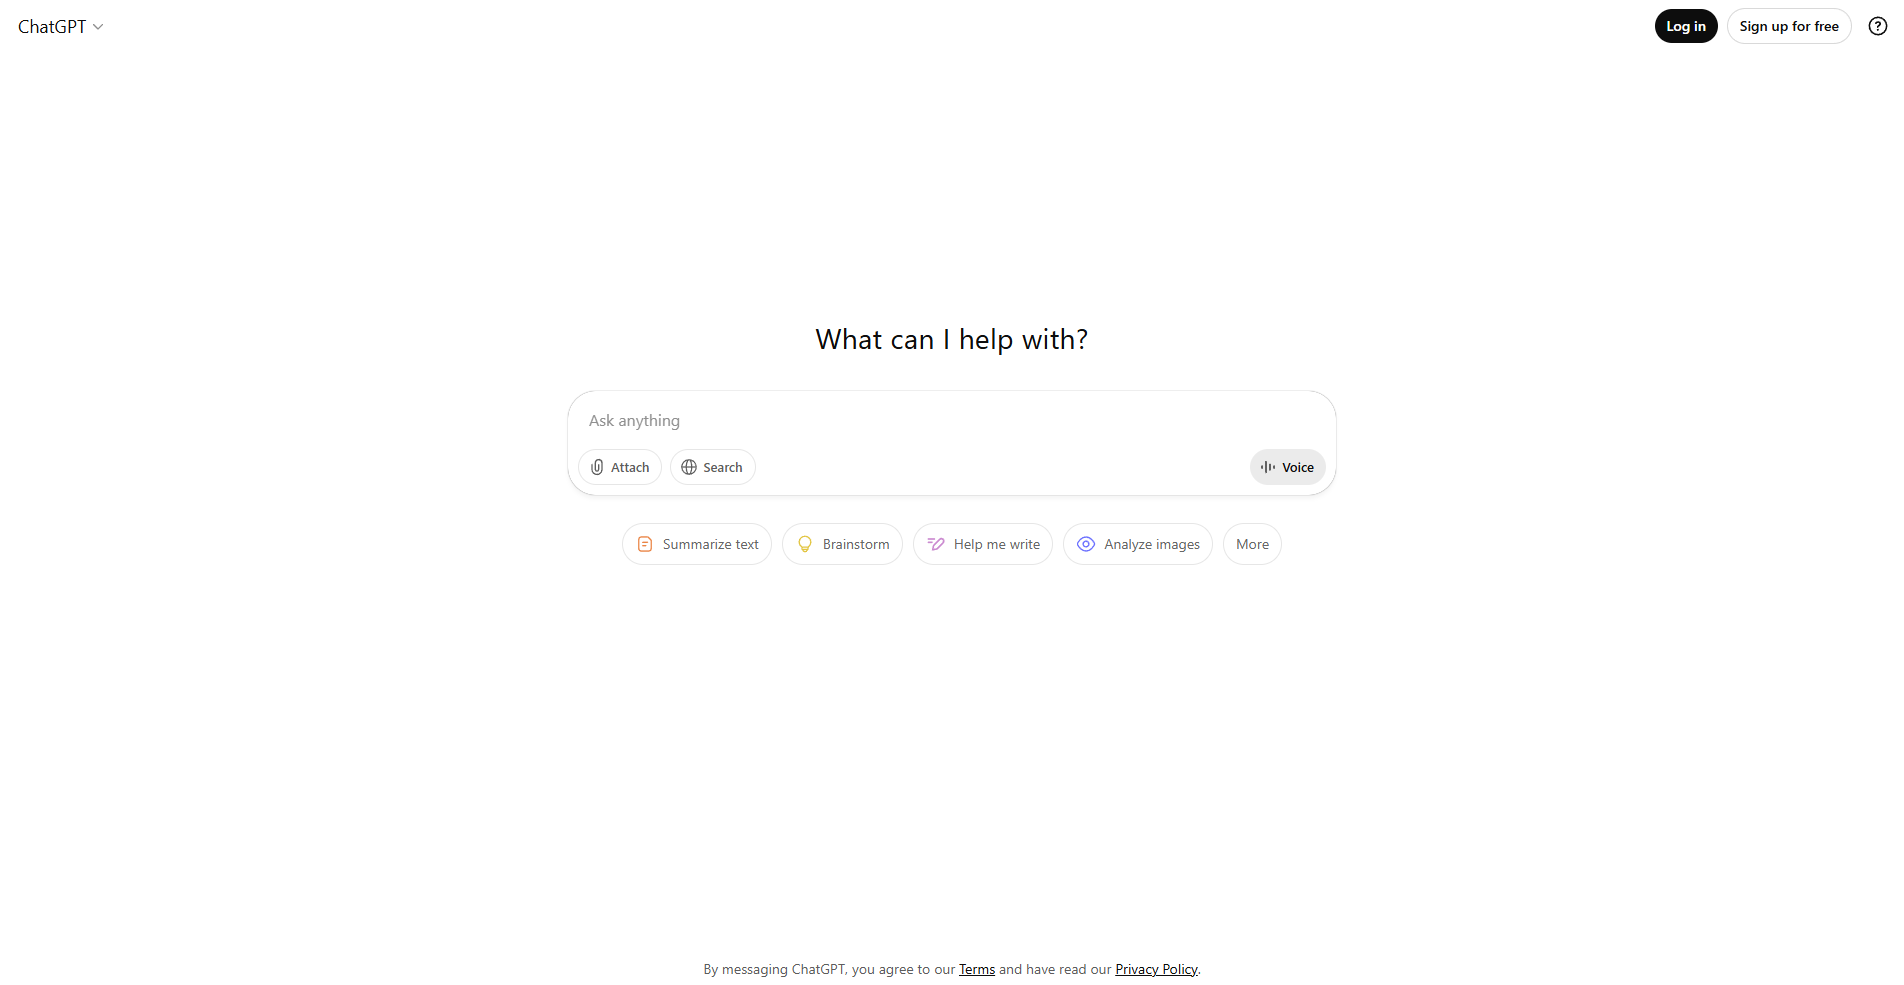 ChatGPT
Log in
Sign up for free
What can I help with?
Ask anything
Attach
Search
Voice
Summarize text
Brainstorm
Help me write
Analyze images
More
By messaging ChatGPT, you agree to our Terms and have read our Privacy Policy.